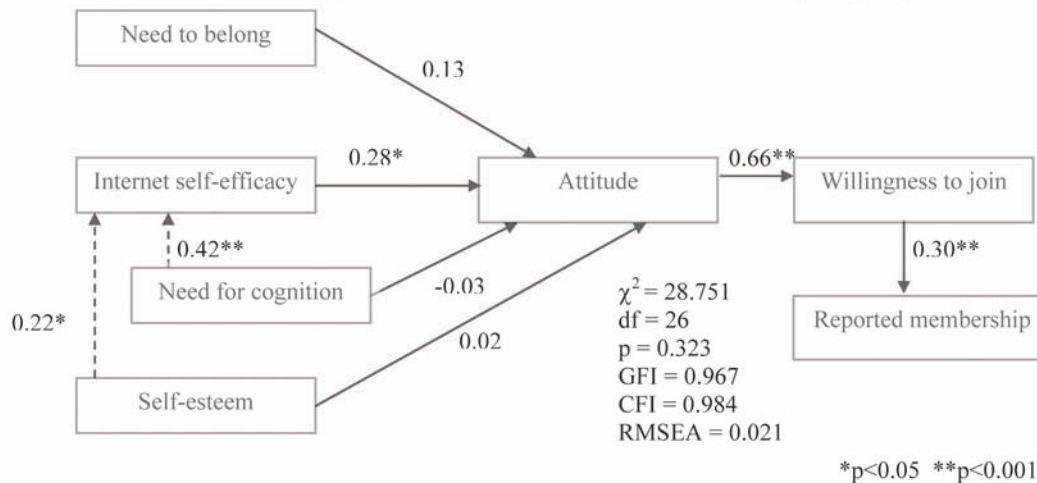 Need to belong
0.13
Internet self-efficacy
0.28*
Attitude
0.66**
Willingness to join
0.42**
0.30**
Need for cognition
-0.03
0.22*
0.02
Reported membership
Self-esteem
χ² = 28.751
df = 26
p = 0.323
GFI = 0.967
CFI = 0.984
RMSEA = 0.021
*p<0.05 **p<0.001